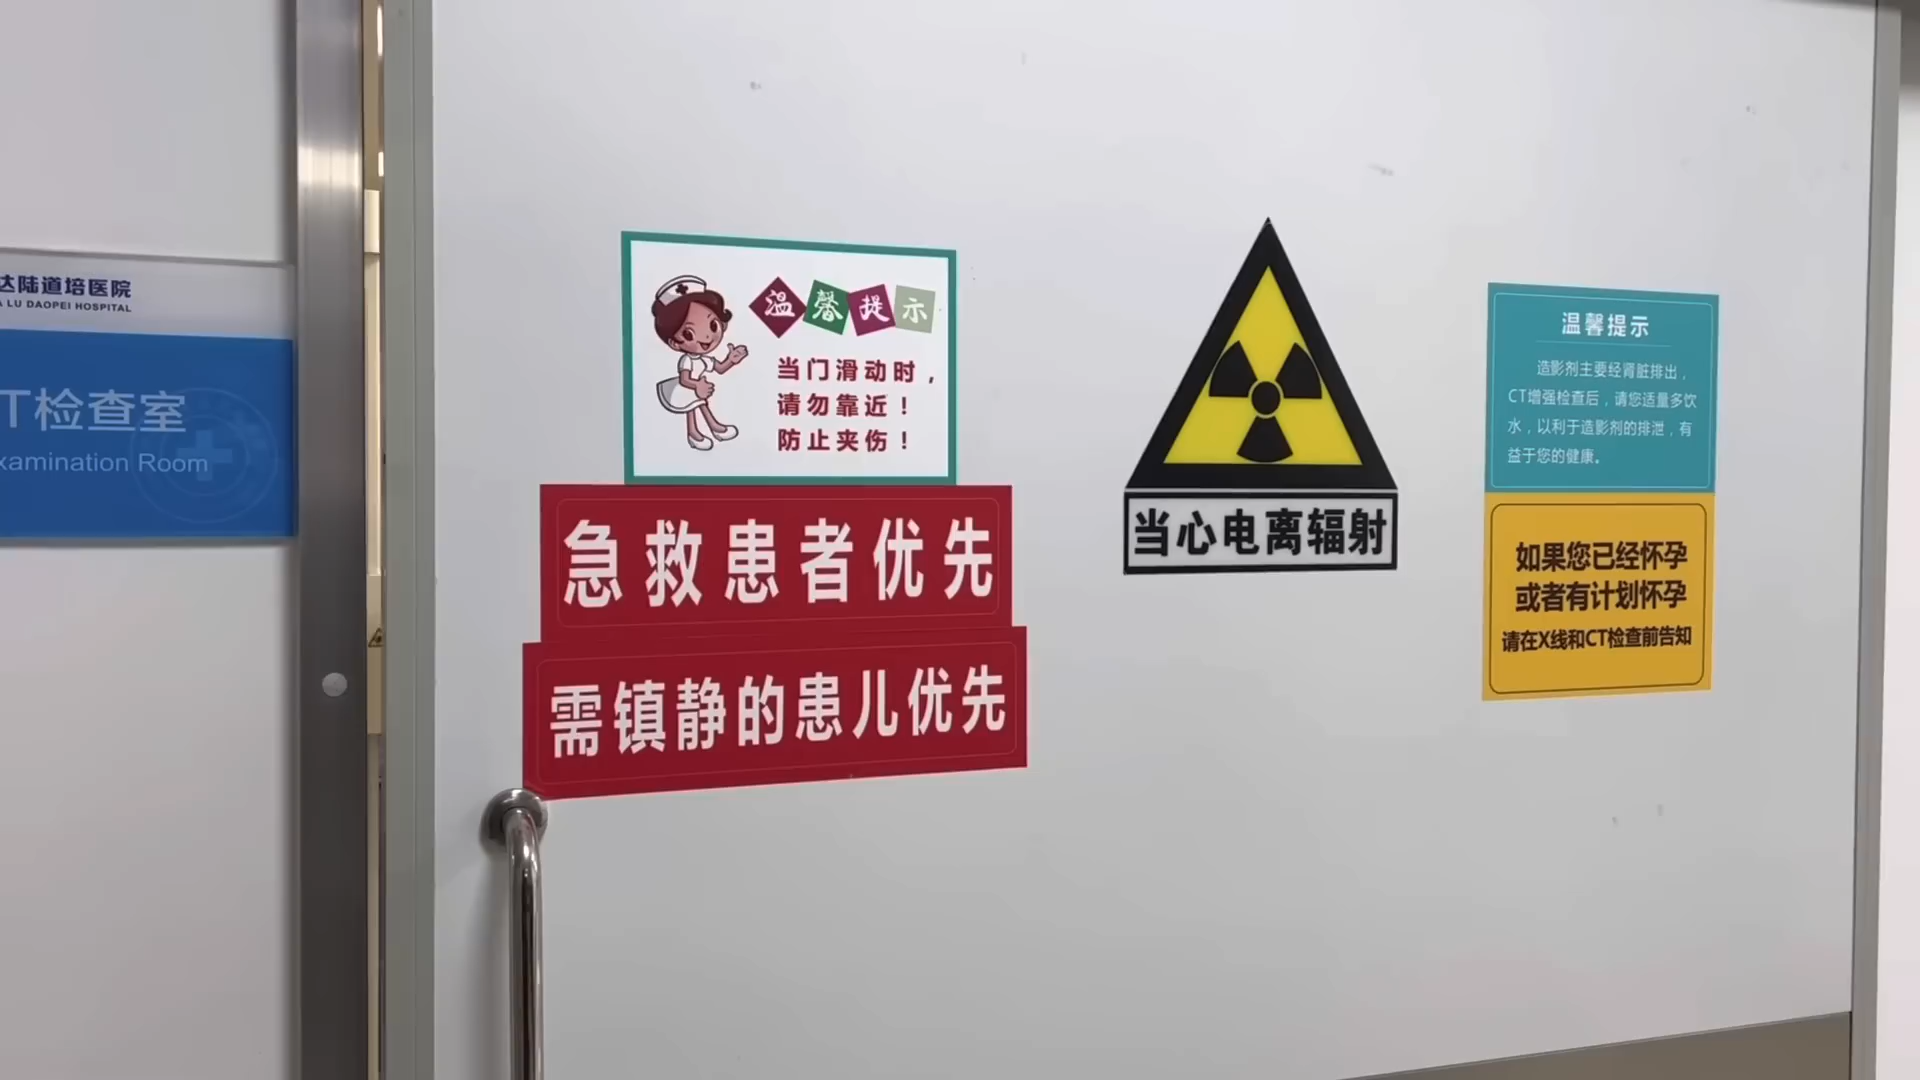 达陆道培医院
LU DAOPEI HOSPITAL
T检查室
xamination Room
温馨提示
当门滑动时，
请勿靠近！
防止夹伤！
急救患者优先
需镇静的患儿优先
当心电离辐射
温馨提示
造影剂主要经肾脏排出，
CT增强检查后，请您适量多饮
水，以利于造影剂的排泄，有
益于您的健康。
如果您已经怀孕
或者有计划怀孕
请在X线和CT检查前告知